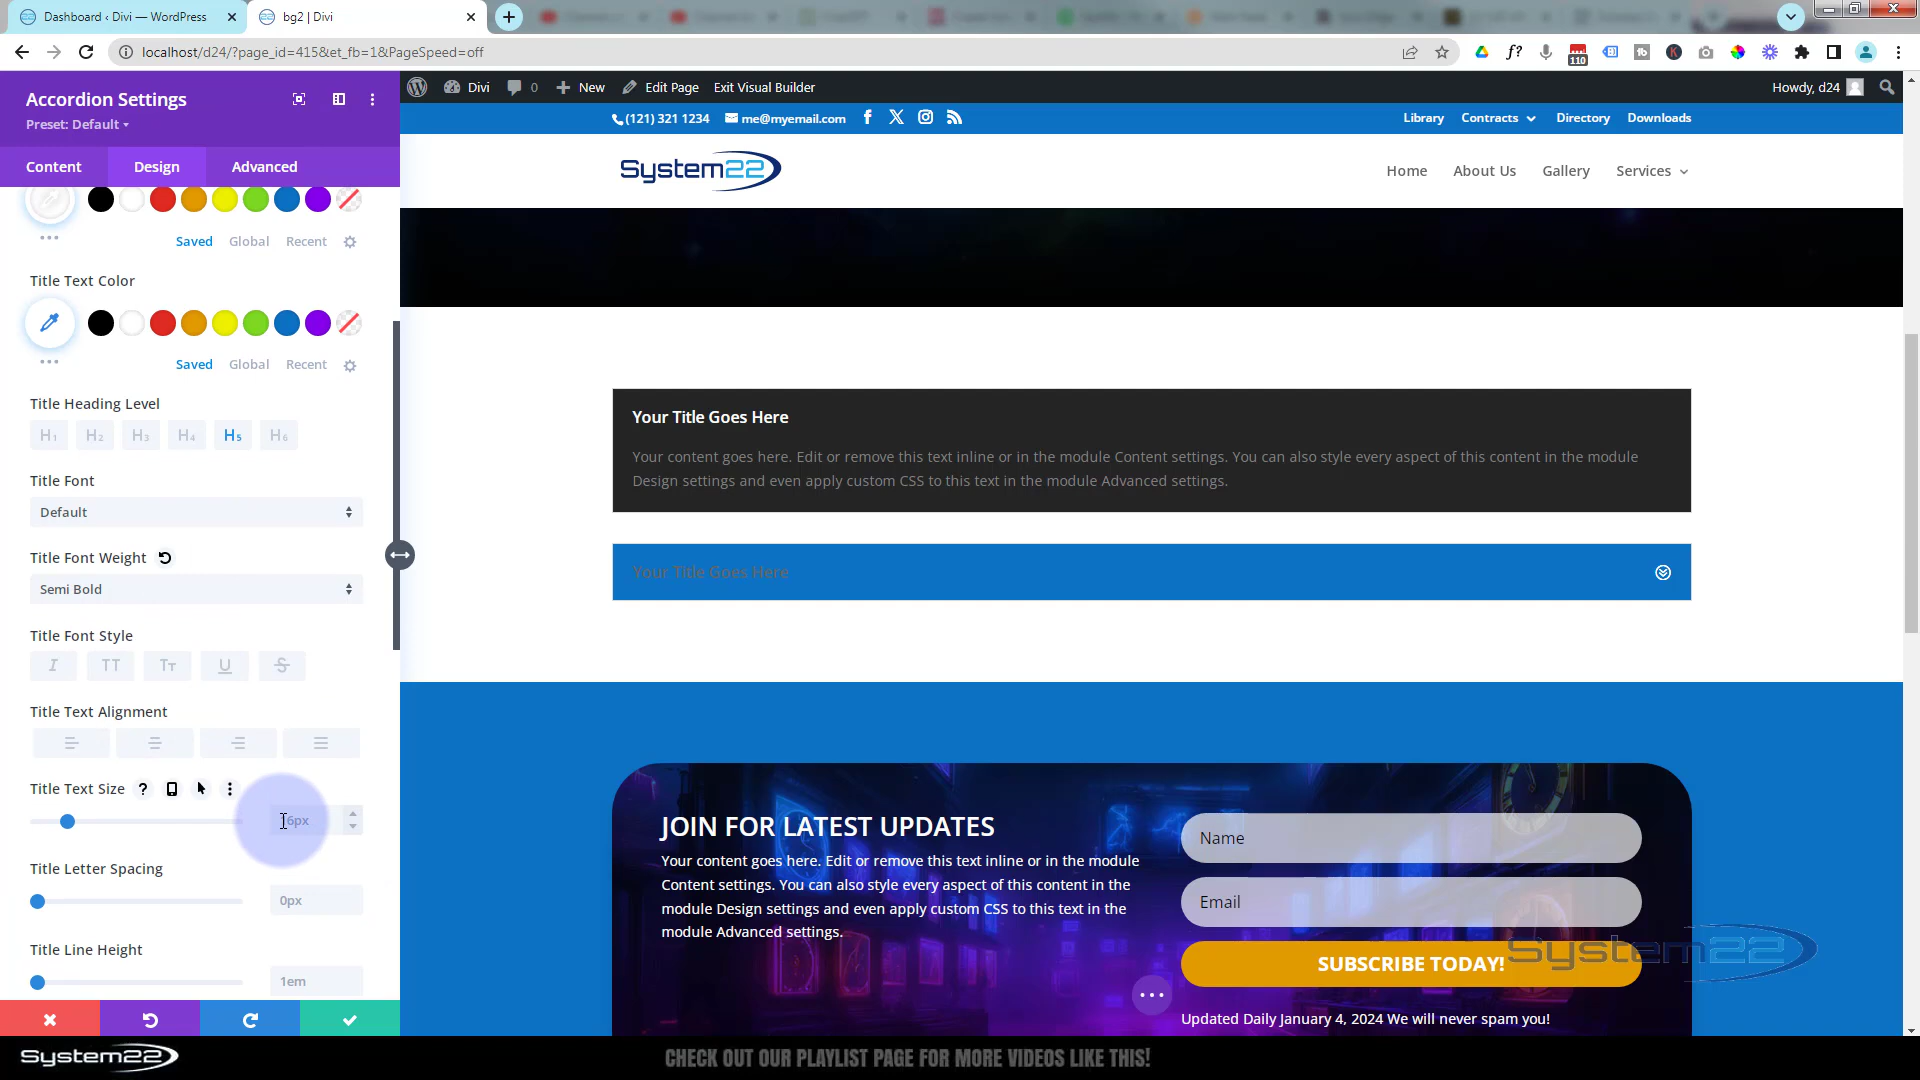 Dashboard ‹ Divi — WordPress
bg2 | Divi
localhost/d24/?page_id=415&et_fb=1&PageSpeed=off
110
Accordion Settings
Preset: Default
Content
Design
Advanced
Saved
Global
Recent
Title Text Color
Saved
Global
Recent
Title Heading Level
H1
H2
H3
H4
H5
H6
Title Font
Default
Title Font Weight
Semi Bold
Title Font Style
I
TT
Tт
U
S
Title Text Alignment
Title Text Size
?
16px
Title Letter Spacing
0px
Title Line Height
1em
Divi
0
New
Edit Page
Exit Visual Builder
Howdy, d24
(121) 321 1234
me@myemail.com
Library
Contracts
Directory
Downloads
System22
Home
About Us
Gallery
Services
Your Title Goes Here
Your content goes here. Edit or remove this text inline or in the module Content settings. You can also style every aspect of this content in the module
Design settings and even apply custom CSS to this text in the module Advanced settings.
Your Title Goes Here
JOIN FOR LATEST UPDATES
Your content goes here. Edit or remove this text inline or in the module
Content settings. You can also style every aspect of this content in the
module Design settings and even apply custom CSS to this text in the
module Advanced settings.
Name
Email
SUBSCRIBE TODAY!
Updated Daily January 4, 2024 We will never spam you!
System22
System22
CHECK OUT OUR PLAYLIST PAGE FOR MORE VIDEOS LIKE THIS!